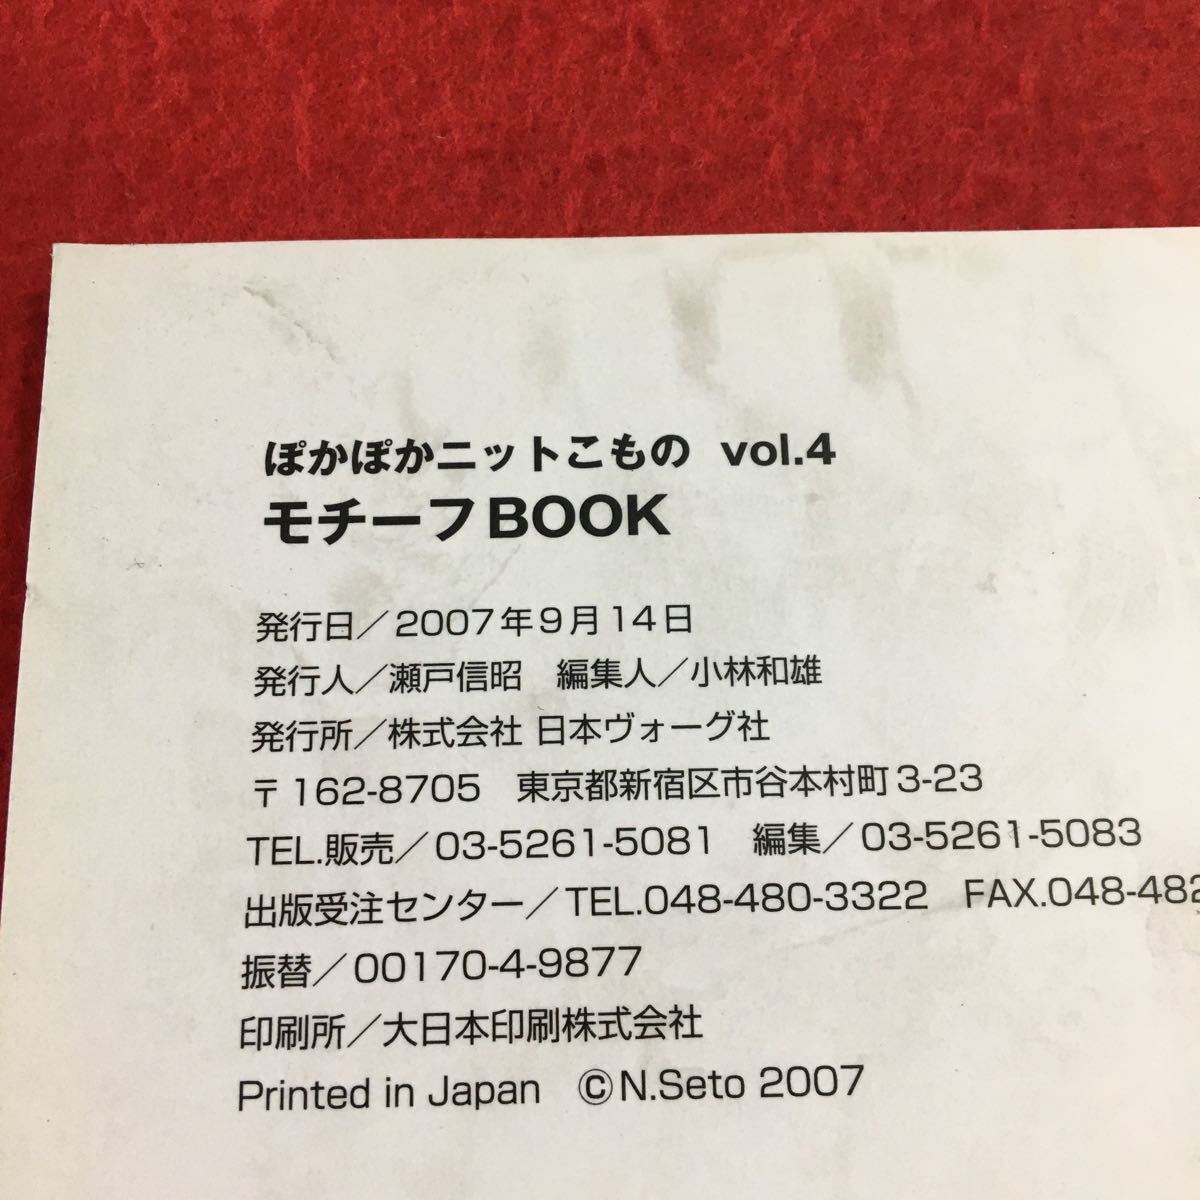 ぽかぽかニットこもの vol.4
モチーフBOOK
発行日／2007年9月14日
発行人／瀬戸信昭　編集人／小林和雄
発行所／株式会社 日本ヴォーグ社
〒162-8705　東京都新宿区市谷本村町3-23
TEL.販売／03-5261-5081　編集／03-5261-5083
出版受注センター／TEL.048-480-3322　FAX.048-482
振替／00170-4-9877
印刷所／大日本印刷株式会社
Printed in Japan　©N.Seto 2007